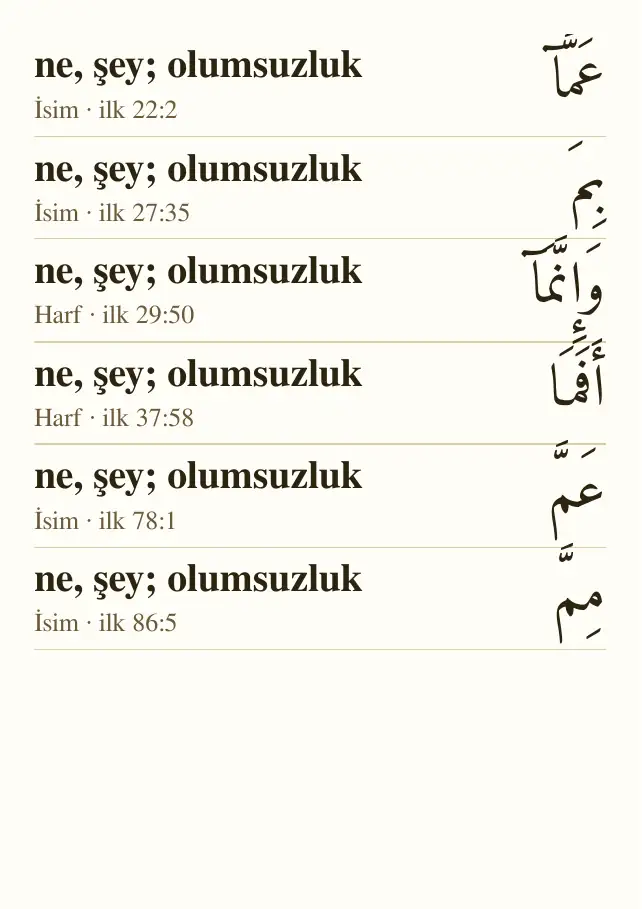 ne, şey; olumsuzluk عَمَّٓا
İsim · ilk 22:2
ne, şey; olumsuzluk بِمَ
İsim · ilk 27:35
ne, şey; olumsuzluk وَاِنَّمَٓا
Harf · ilk 29:50
ne, şey; olumsuzluk أَفَمَا
Harf · ilk 37:58
ne, şey; olumsuzluk عَمَّ
İsim · ilk 78:1
ne, şey; olumsuzluk مِمَّ
İsim · ilk 86:5